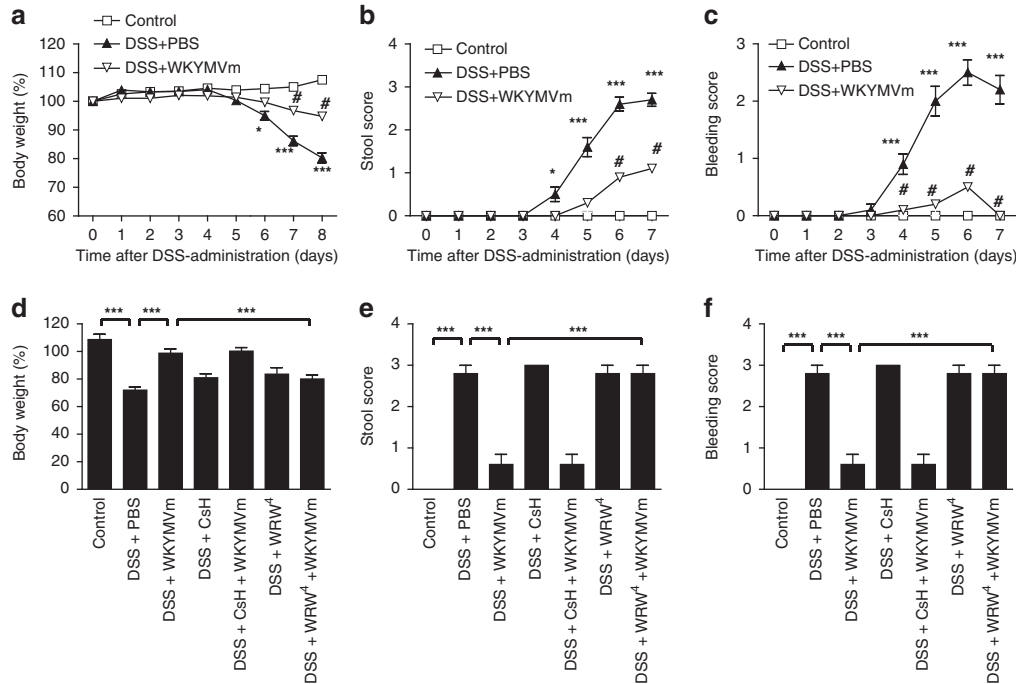 a
Control
DSS+PBS
DSS+WKYMVm
Body weight (%)
120
110
100
90
80
70
60
#
#
*
***
***
0 1 2 3 4 5 6 7 8
Time after DSS-administration (days)
b
Control
DSS+PBS
DSS+WKYMVm
Stool score
4
3
2
1
0
*
***
***
***
#
#
0 1 2 3 4 5 6 7
Time after DSS-administration (days)
c
Control
DSS+PBS
DSS+WKYMVm
Bleeding score
3
2
1
0
***
***
***
***
#
#
#
#
0 1 2 3 4 5 6 7
Time after DSS-administration (days)
d
*** *** ***
Body weight (%)
120
100
80
60
40
20
0
Control
DSS + PBS
DSS + WKYMVm
DSS + CsH
DSS + CsH + WKYMVm
DSS + WRW⁴
DSS + WRW⁴ +WKYMVm
e
*** *** ***
Stool score
4
3
2
1
0
Control
DSS + PBS
DSS + WKYMVm
DSS + CsH
DSS + CsH + WKYMVm
DSS + WRW⁴
DSS + WRW⁴ +WKYMVm
f
*** *** ***
Bleeding score
4
3
2
1
0
Control
DSS + PBS
DSS + WKYMVm
DSS + CsH
DSS + CsH + WKYMVm
DSS + WRW⁴
DSS + WRW⁴ +WKYMVm